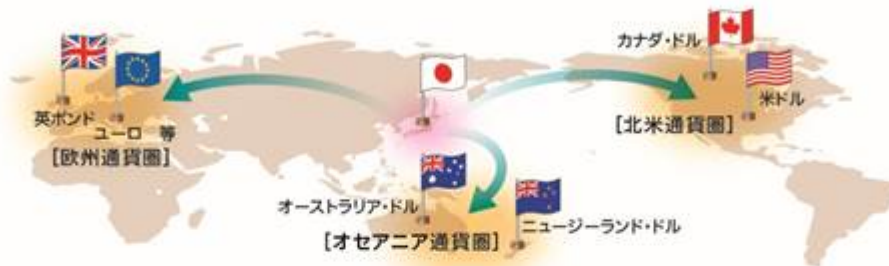 カナダ・ドル
米ドル
[北米通貨圏]
英ポンド
ユーロ 等
[欧州通貨圏]
オーストラリア・ドル
ニュージーランド・ドル
[オセアニア通貨圏]